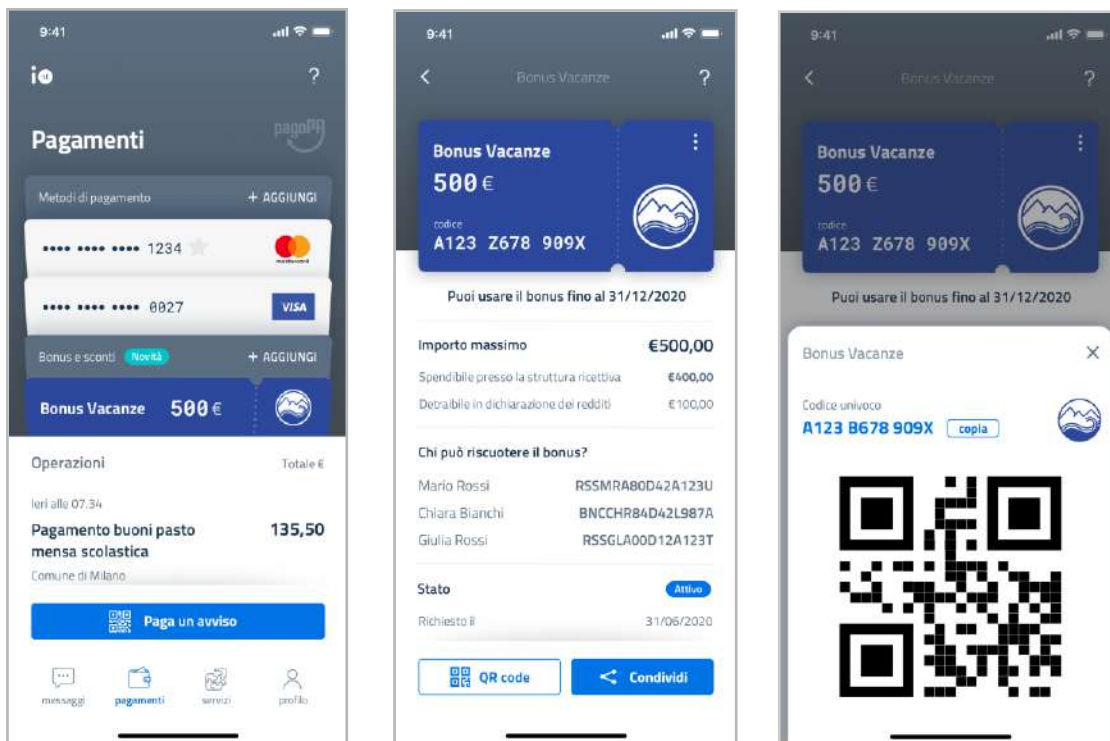 9:41
io
?
Pagamenti
pagoPA
Metodi di pagamento + AGGIUNGI
•••• •••• •••• 1234
mastercard
•••• •••• •••• 0027 VISA
Bonus e sconti Novità + AGGIUNGI
Bonus Vacanze 500 €
Operazioni Totale €
Ieri alle 07.34
Pagamento buoni pasto 135,50
mensa scolastica
Comune di Milano
Paga un avviso
messaggi pagamenti servizi profilo
9:41
Bonus Vacanze ?
Bonus Vacanze
500 €
codice
A123 Z678 909X
Puoi usare il bonus fino al 31/12/2020
Importo massimo €500,00
Spendibile presso la struttura ricettiva €400,00
Detraibile in dichiarazione dei redditi €100,00
Chi può riscuotere il bonus?
Mario Rossi RSSMRA80D42A123U
Chiara Bianchi BNCCHR84D42L987A
Giulia Rossi RSSGLA00D12A123T
Stato Attivo
Richiesto il 31/06/2020
QR code Condividi
9:41
Bonus Vacanze ?
Bonus Vacanze
500 €
codice
A123 Z678 909X
Puoi usare il bonus fino al 31/12/2020
Bonus Vacanze
Codice univoco
A123 B678 909X copia